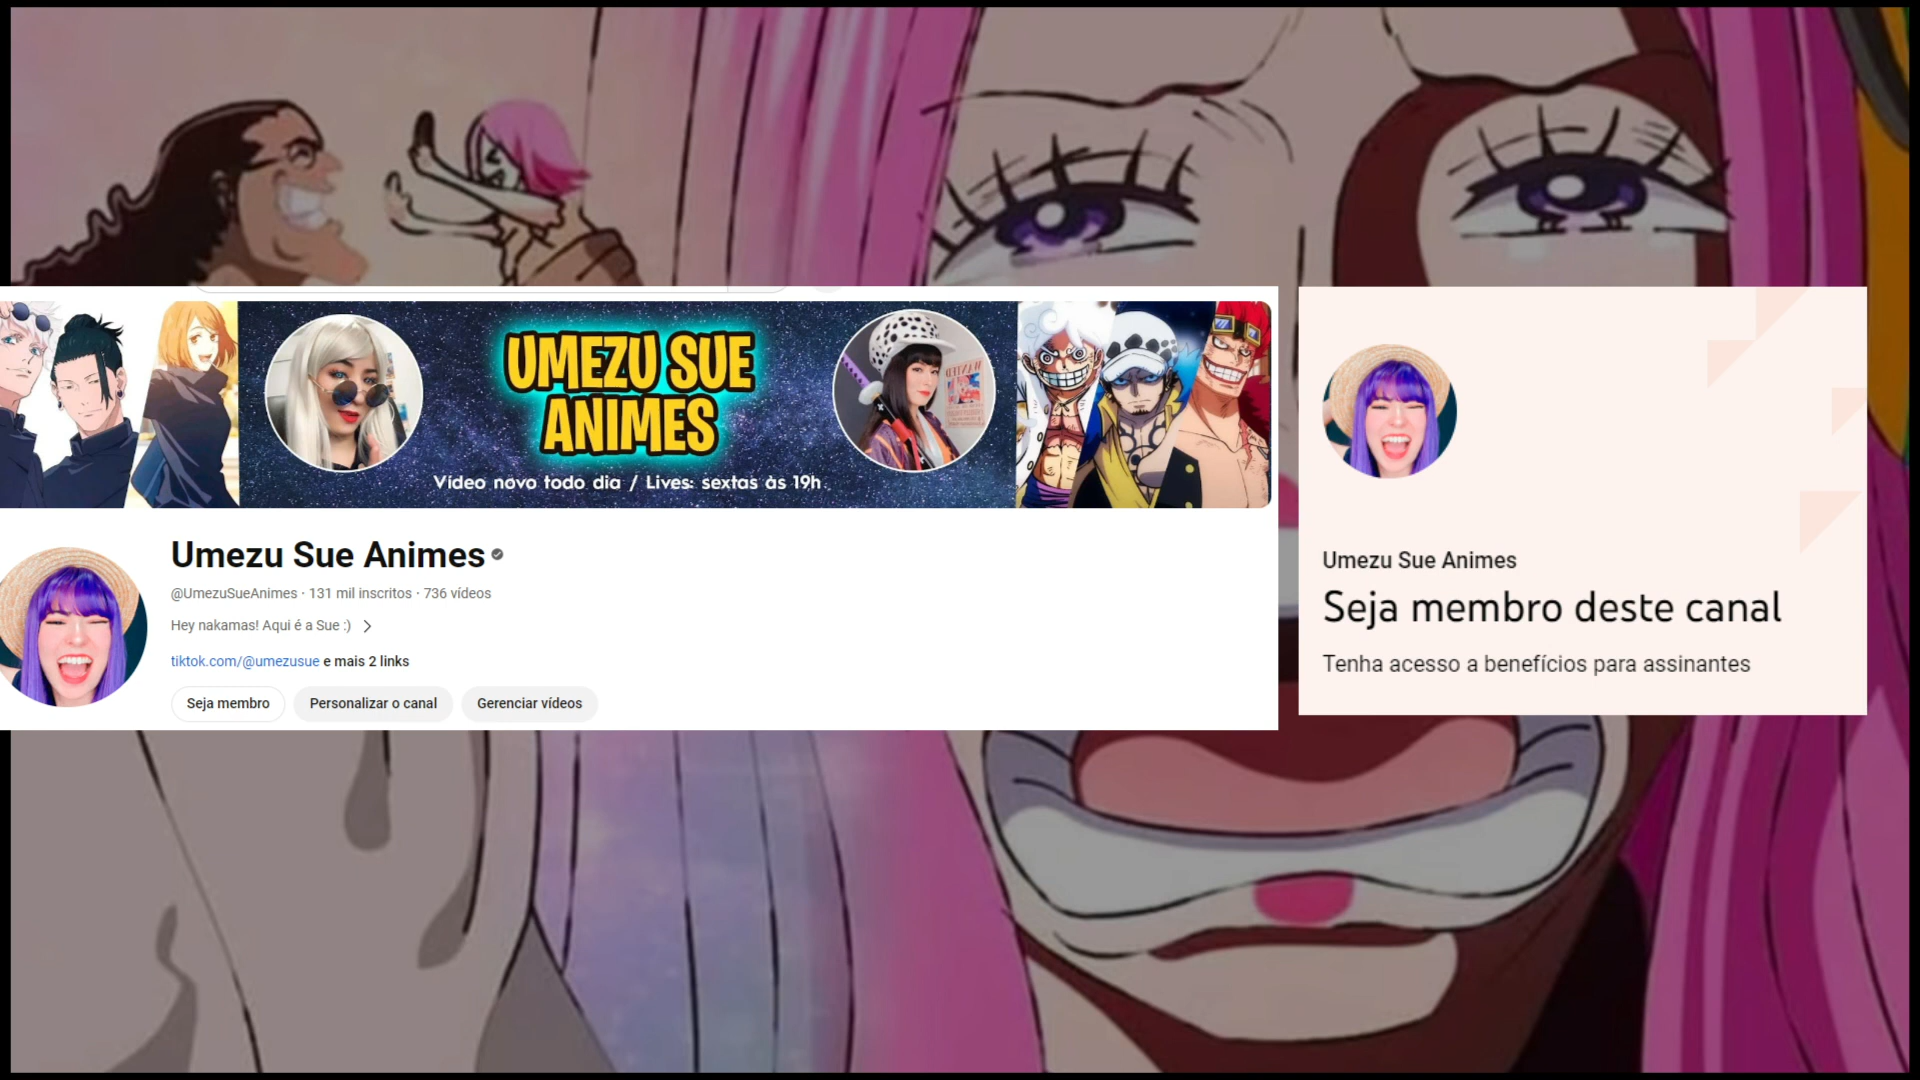 UMEZU SUE
ANIMES
Vídeo novo todo dia / Lives: sextas às 19h
Umezu Sue Animes
@UmezuSueAnimes · 131 mil inscritos · 736 vídeos
Hey nakamas! Aqui é a Sue :)
tiktok.com/@umezusue e mais 2 links
Seja membro
Personalizar o canal
Gerenciar vídeos
Umezu Sue Animes
Seja membro deste canal
Tenha acesso a benefícios para assinantes